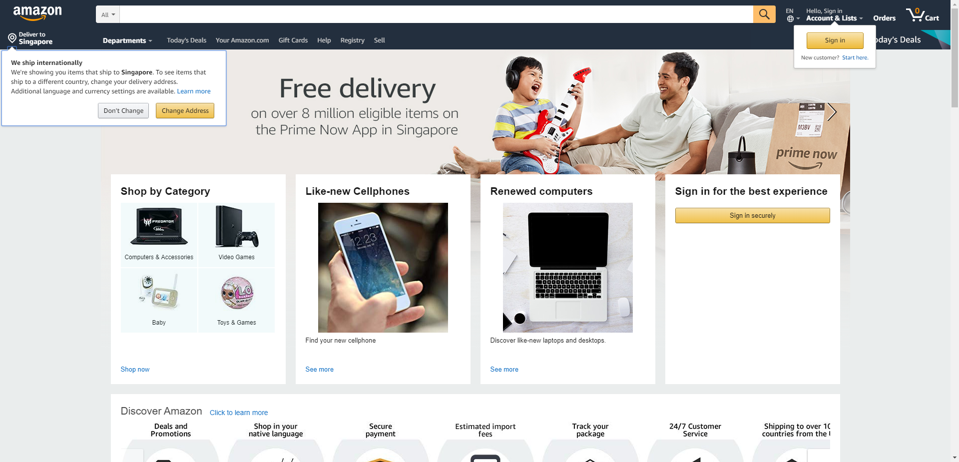 amazon
All
EN
Hello, Sign in
Account & Lists
Orders
0
Cart
Deliver to
Singapore
Departments
Today's Deals
Your Amazon.com
Gift Cards
Help
Registry
Sell
Sign in
New customer? Start here.
oday's Deals
We ship internationally
We're showing you items that ship to Singapore. To see items that
ship to a different country, change your delivery address.
Additional language and currency settings are available. Learn more
Don't Change
Change Address
Free delivery
on over 8 million eligible items on
the Prime Now App in Singapore
prime now
Shop by Category
PREDATOR
Computers & Accessories
Video Games
Baby
Toys & Games
Shop now
Like-new Cellphones
Find your new cellphone
See more
Renewed computers
Discover like-new laptops and desktops.
See more
Sign in for the best experience
Sign in securely
Discover Amazon
Click to learn more
Deals and
Promotions
Shop in your
native language
Secure
payment
Estimated import
fees
Track your
package
24/7 Customer
Service
Shipping to over 10
countries from the U